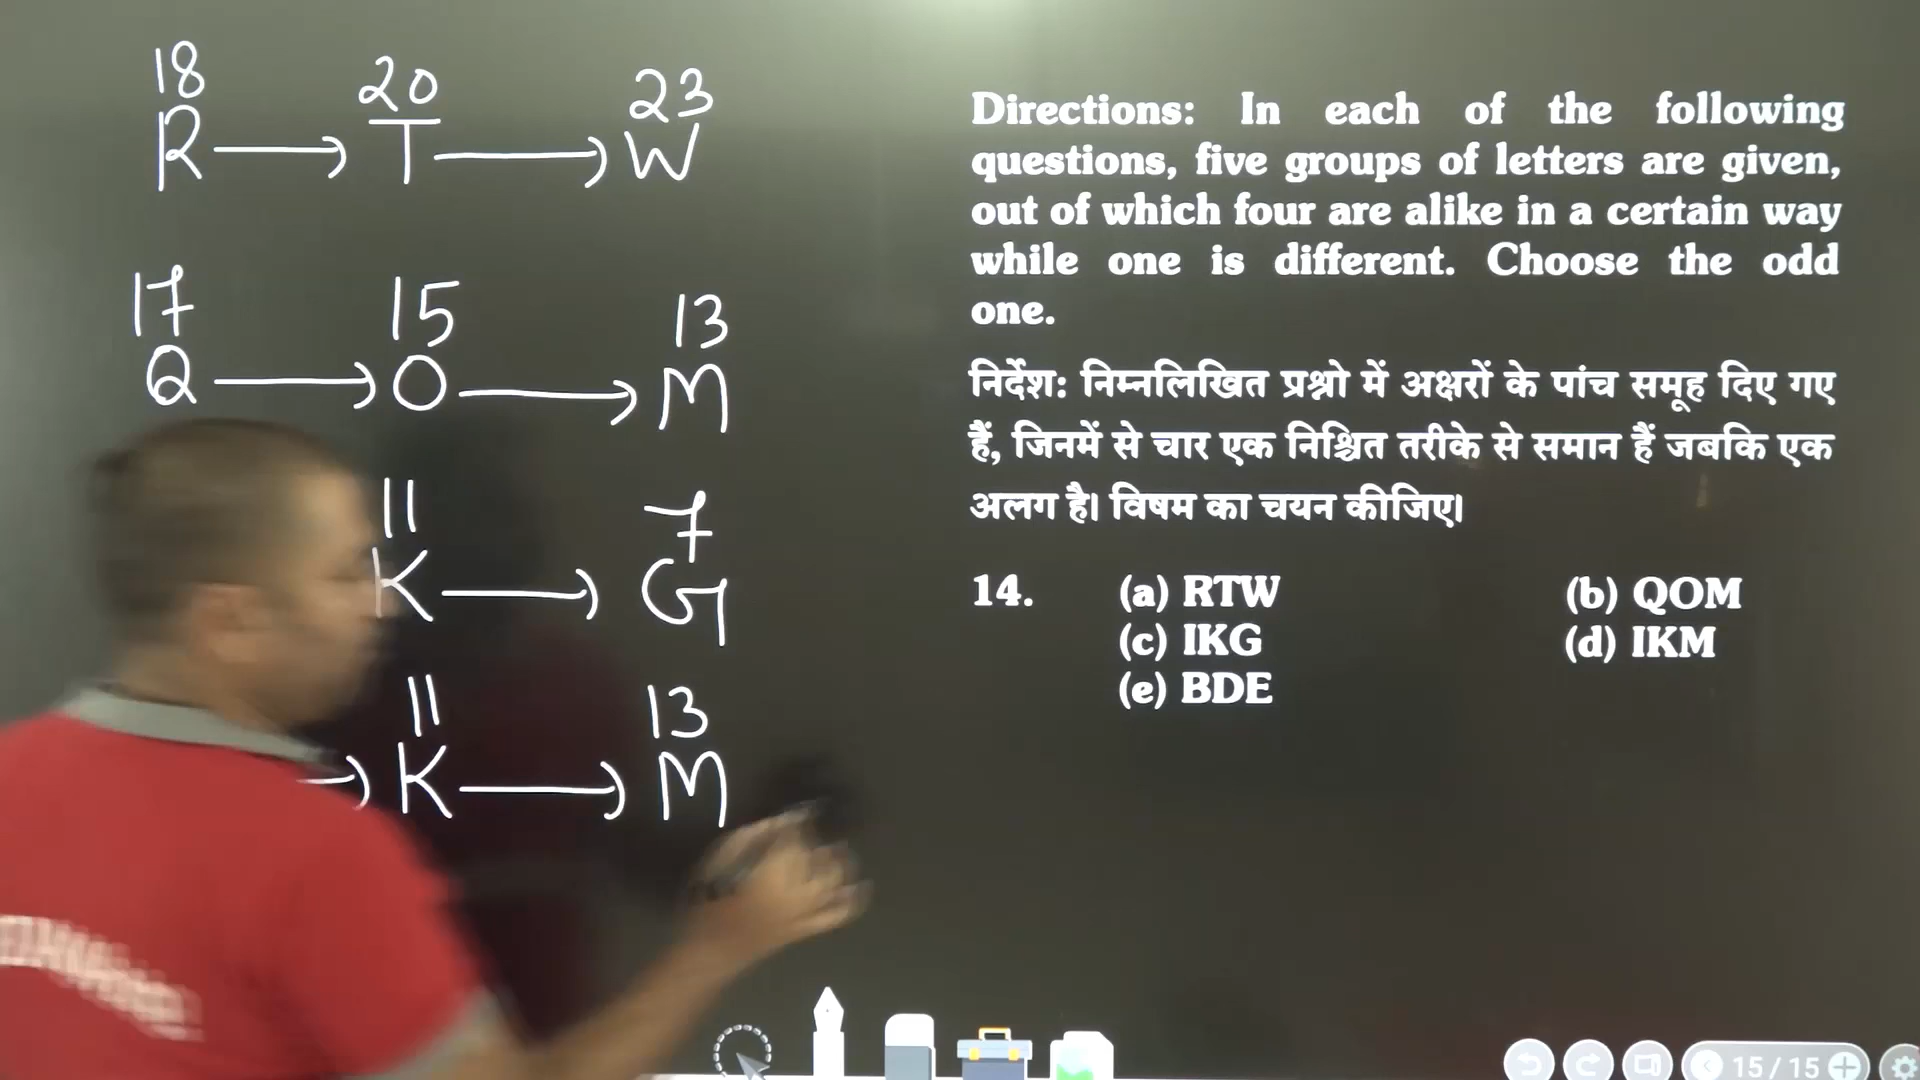 18 20 23
R → T → W
17 15 13
Q → O → M
11 7
K → G
11 13
→ K → M
Directions: In each of the following
questions, five groups of letters are given,
out of which four are alike in a certain way
while one is different. Choose the odd
one.
निर्देश: निम्नलिखित प्रश्नो में अक्षरों के पांच समूह दिए गए
हैं, जिनमें से चार एक निश्चित तरीके से समान हैं जबकि एक
अलग है। विषम का चयन कीजिए।
14. (a) RTW (b) QOM
(c) IKG (d) IKM
(e) BDE
15/15